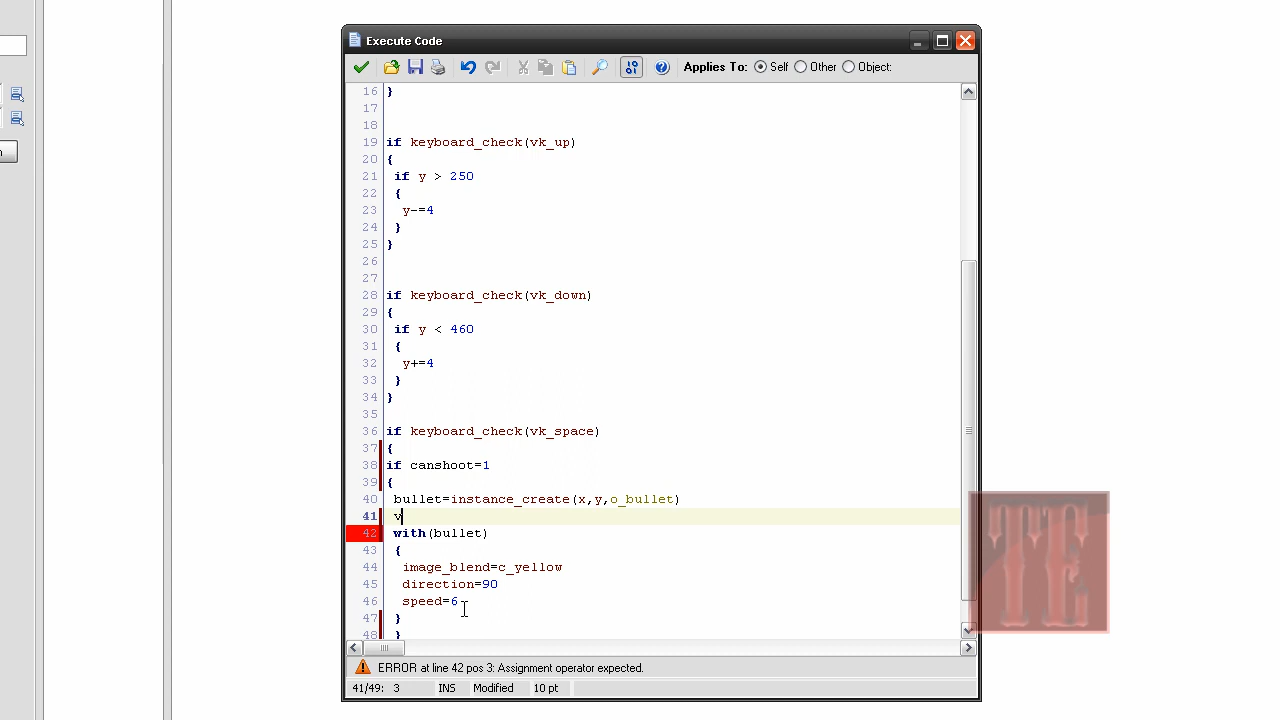 Execute Code
Applies To: Self Other Object:
16 }
17
18
19 if keyboard_check(vk_up)
20 {
21 if y > 250
22 {
23 y-=4
24 }
25 }
26
27
28 if keyboard_check(vk_down)
29 {
30 if y < 460
31 {
32 y+=4
33 }
34 }
35
36 if keyboard_check(vk_space)
37 {
38 if canshoot=1
39 {
40 bullet=instance_create(x,y,o_bullet)
41 v
42 with(bullet)
43 {
44 image_blend=c_yellow
45 direction=90
46 speed=6
47 }
48 }
ERROR at line 42 pos 3: Assignment operator expected.
41/49: 3 INS Modified 10 pt
n
TE